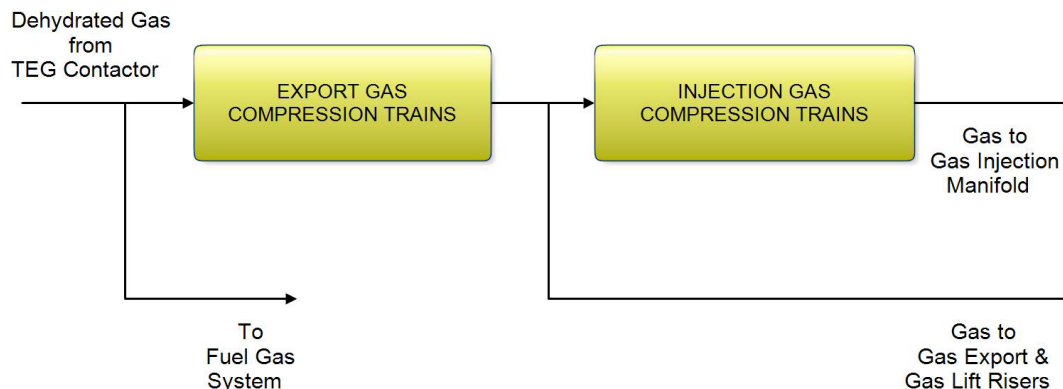 Dehydrated Gas
from
TEG Contactor
EXPORT GAS
COMPRESSION TRAINS
INJECTION GAS
COMPRESSION TRAINS
Gas to
Gas Injection
Manifold
To
Fuel Gas
System
Gas to
Gas Export &
Gas Lift Risers